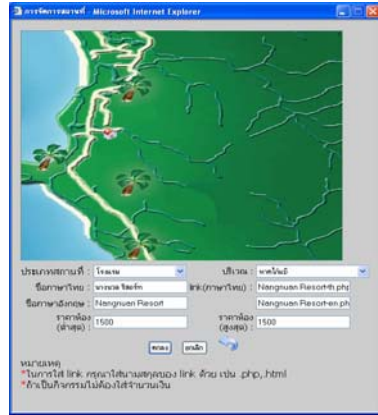 การจัดการสถานที่ - Microsoft Internet Explorer
ประเภทสถานที่ : โรงแรม บริเวณ : หาดไม้แม้
ชื่อภาษาไทย : นางนวล รีสอร์ท link(ภาษาไทย) : Nangnuan Resort-th.php
ชื่อภาษาอังกฤษ : Nangnuan Resort Nangnuan Resort-en.ph
ราคาห้อง (ต่ำสุด) : 1500 ราคาห้อง (สูงสุด) : 1500
ตกลง ยกเลิก
หมายเหตุ
*ในการใส่ link กรุณาใส่นามสกุลของ link ด้วย เช่น .php,.html
*ถ้าเป็นกิจกรรมไม่ต้องใส่จำนวนเงิน